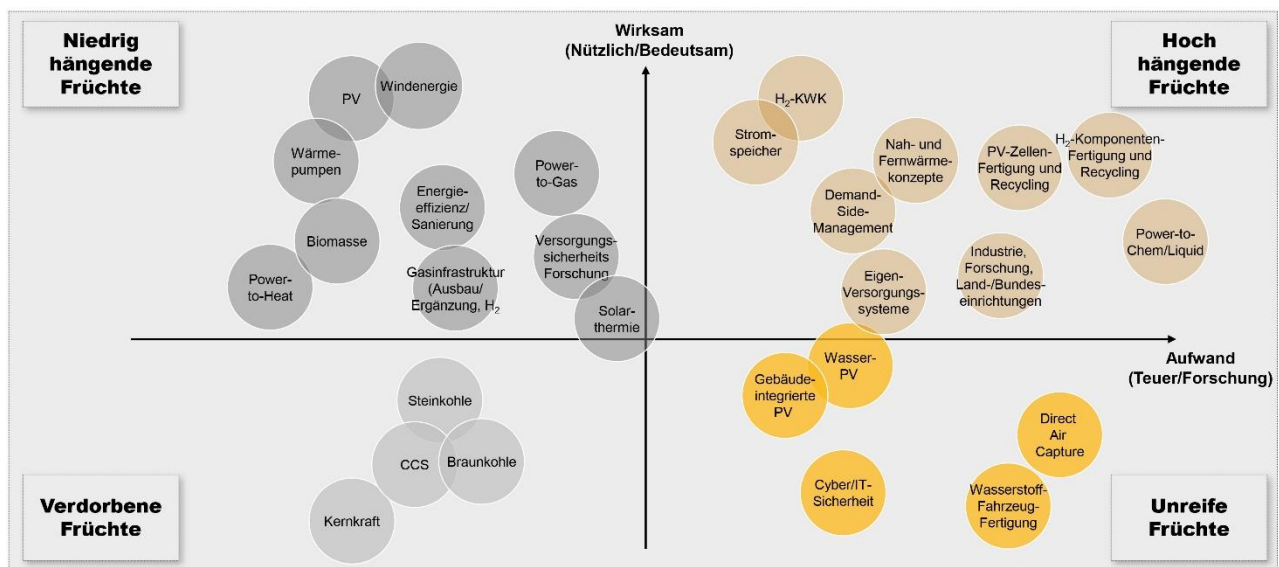 Niedrig
hängende
Früchte
Wirksam
(Nützlich/Bedeutsam)
Hoch
hängende
Früchte
PV
Windenergie
Wärme-
pumpen
Energie-
effizienz/
Sanierung
Power-
to-Gas
Biomasse
Versorgungs-
sicherheits
Forschung
Power-
to-Heat
Gasinfrastruktur
(Ausbau/
Ergänzung, H₂
Solar-
thermie
H₂-KWK
Strom-
speicher
Nah- und
Fernwärme-
konzepte
PV-Zellen-
Fertigung und
Recycling
H₂-Komponenten-
Fertigung und
Recycling
Demand-
Side-
Management
Power-to-
Chem/Liquid
Eigen-
Versorgungs-
systeme
Industrie,
Forschung,
Land-/Bundes-
einrichtungen
Aufwand
(Teuer/Forschung)
Steinkohle
CCS
Braunkohle
Kernkraft
Wasser-
PV
Gebäude-
integrierte
PV
Direct
Air
Capture
Cyber/IT-
Sicherheit
Wasserstoff-
Fahrzeug-
Fertigung
Verdorbene
Früchte
Unreife
Früchte